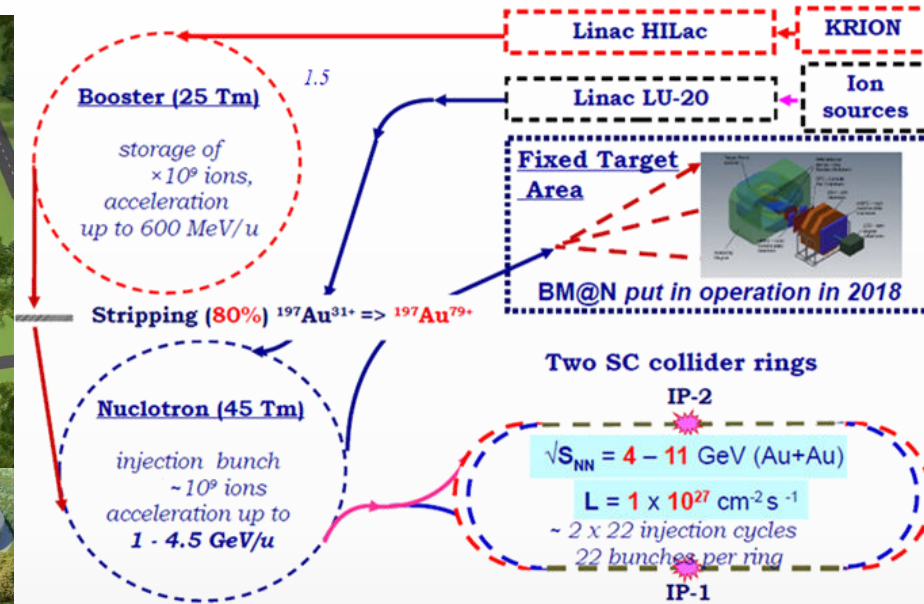 Linac HILac
KRION
Linac LU-20
Ion
sources
1.5
Booster (25 Tm)
storage of
×10⁹ ions,
acceleration
up to 600 MeV/u
Fixed Target
Area
BM@N put in operation in 2018
Stripping (80%) ¹⁹⁷Au³¹⁺ => ¹⁹⁷Au⁷⁹⁺
Nuclotron (45 Tm)
injection bunch
~10⁹ ions
acceleration up to
1 - 4.5 GeV/u
Two SC collider rings
IP-2
√S_NN = 4 – 11 GeV (Au+Au)
L = 1 x 10²⁷ cm⁻² s⁻¹
~ 2 x 22 injection cycles
22 bunches per ring
IP-1